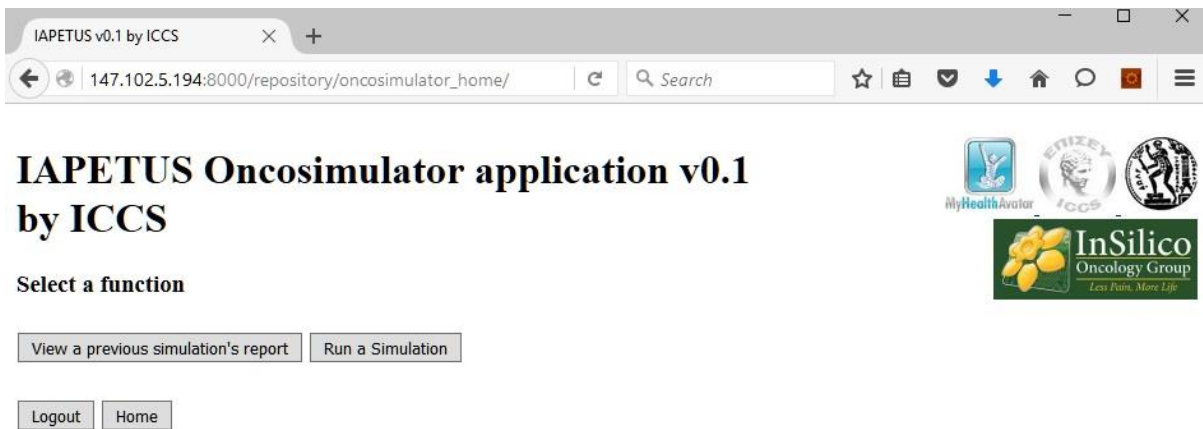 IAPETUS v0.1 by ICCS
147.102.5.194:8000/repository/oncosimulator_home/
Search
IAPETUS Oncosimulator application v0.1
by ICCS
MyHealthAvatar
ΕΠΙΣΕΥ
ICCS
InSilico
Oncology Group
Less Pain, More Life
Select a function
View a previous simulation's report
Run a Simulation
Logout
Home